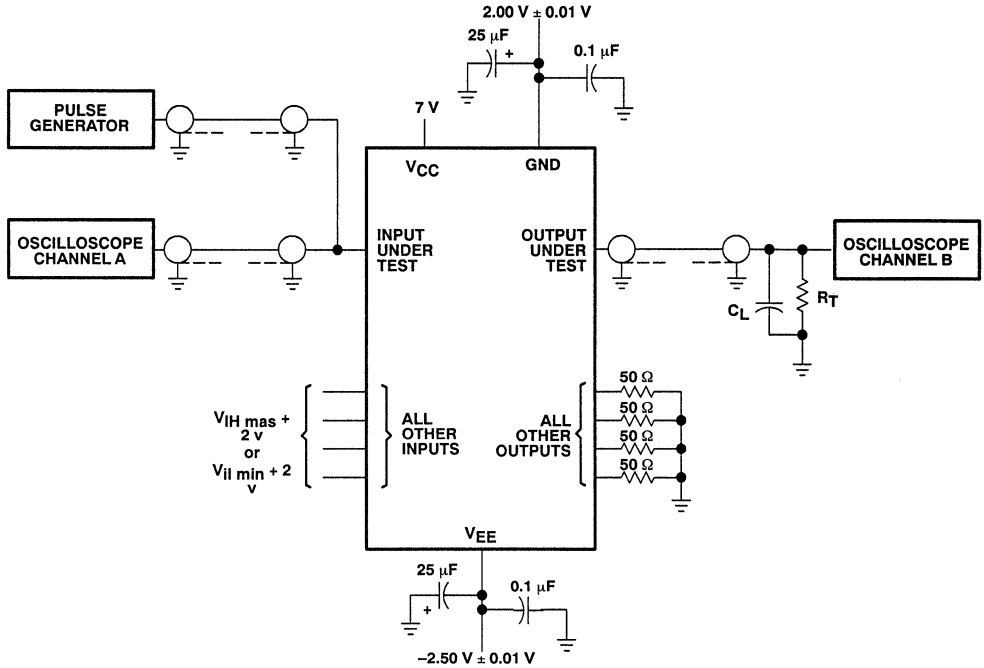 2.00 V ± 0.01 V
25 µF
+
0.1 µF
PULSE
GENERATOR
7 V
VCC
GND
OSCILLOSCOPE
CHANNEL A
INPUT
UNDER
TEST
OUTPUT
UNDER
TEST
OSCILLOSCOPE
CHANNEL B
CL
RT
VIH mas +
2 v
or
Vil min + 2
v
ALL
OTHER
INPUTS
ALL
OTHER
OUTPUTS
50 Ω
50 Ω
50 Ω
50 Ω
VEE
25 µF
+
0.1 µF
–2.50 V ± 0.01 V